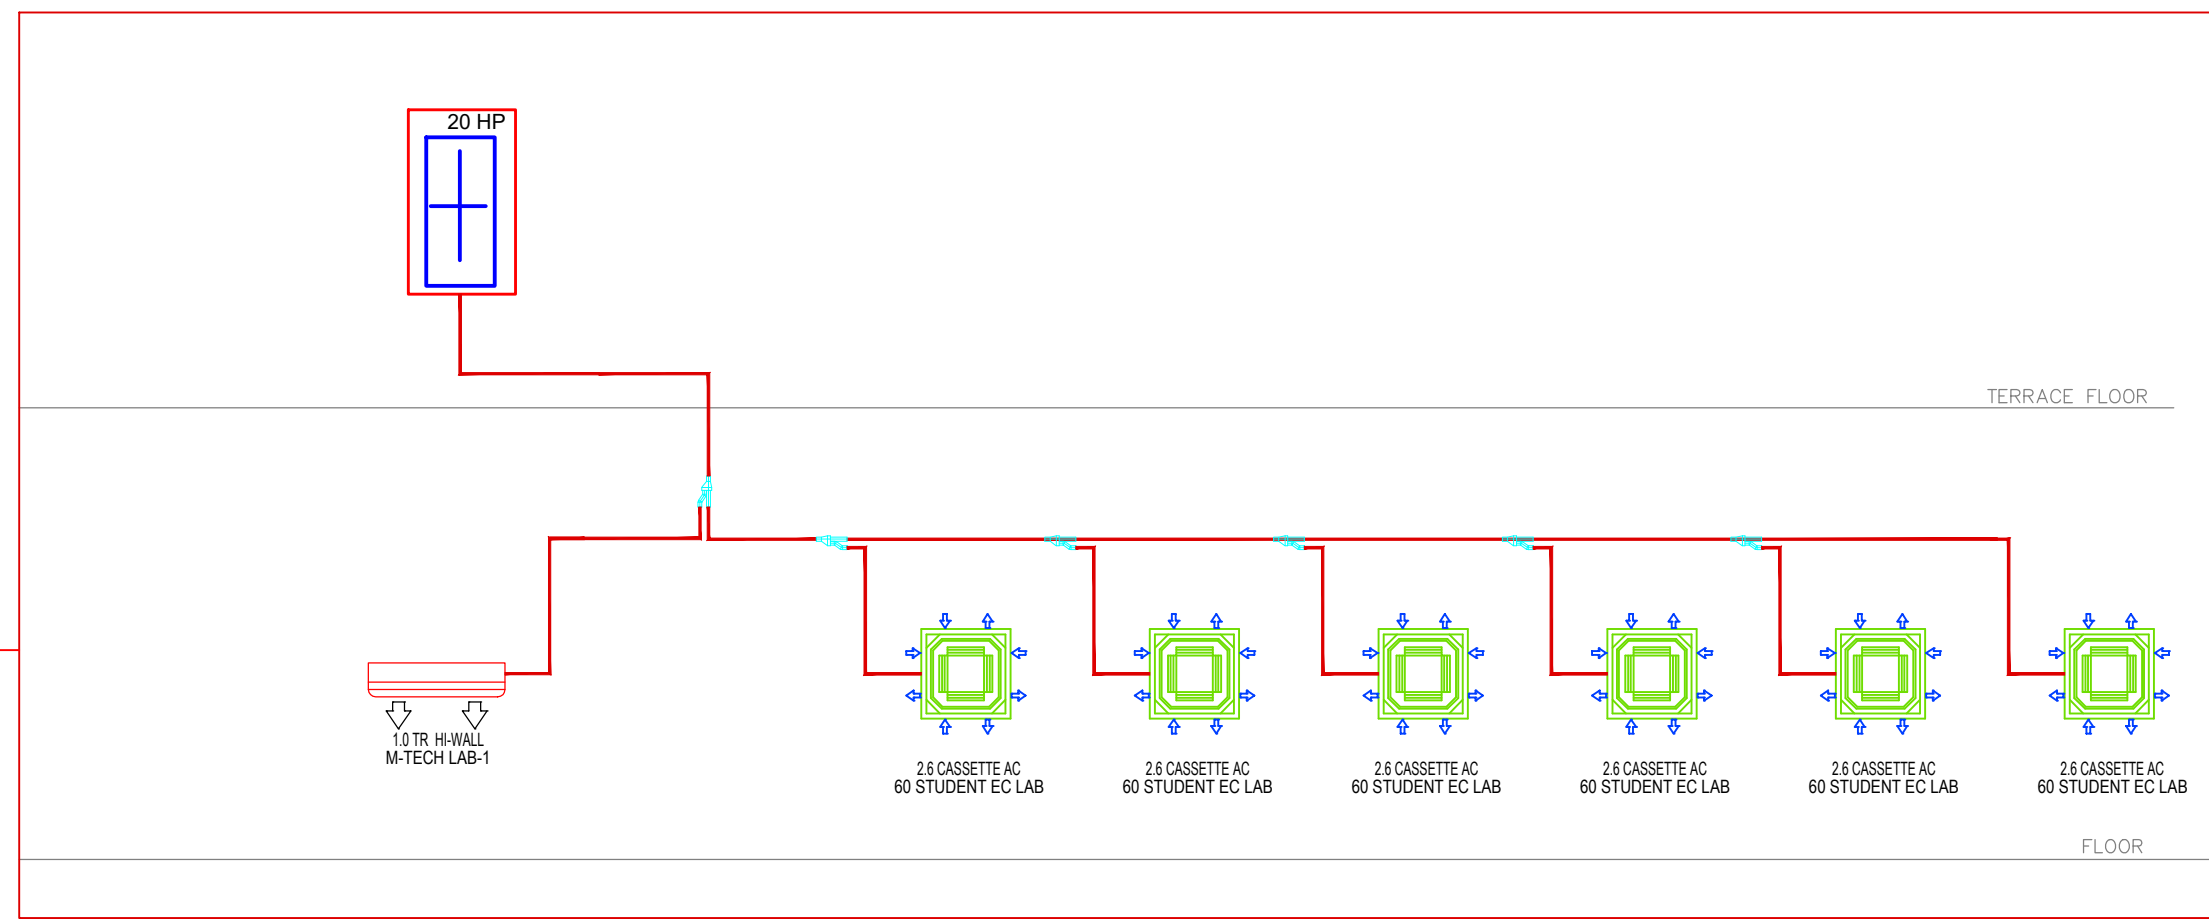 20 HP
TERRACE FLOOR
1.0 TR HI-WALL
M-TECH LAB-1
2.6 CASSETTE AC
60 STUDENT EC LAB
2.6 CASSETTE AC
60 STUDENT EC LAB
2.6 CASSETTE AC
60 STUDENT EC LAB
2.6 CASSETTE AC
60 STUDENT EC LAB
2.6 CASSETTE AC
60 STUDENT EC LAB
2.6 CASSETTE AC
60 STUDENT EC LAB
FLOOR